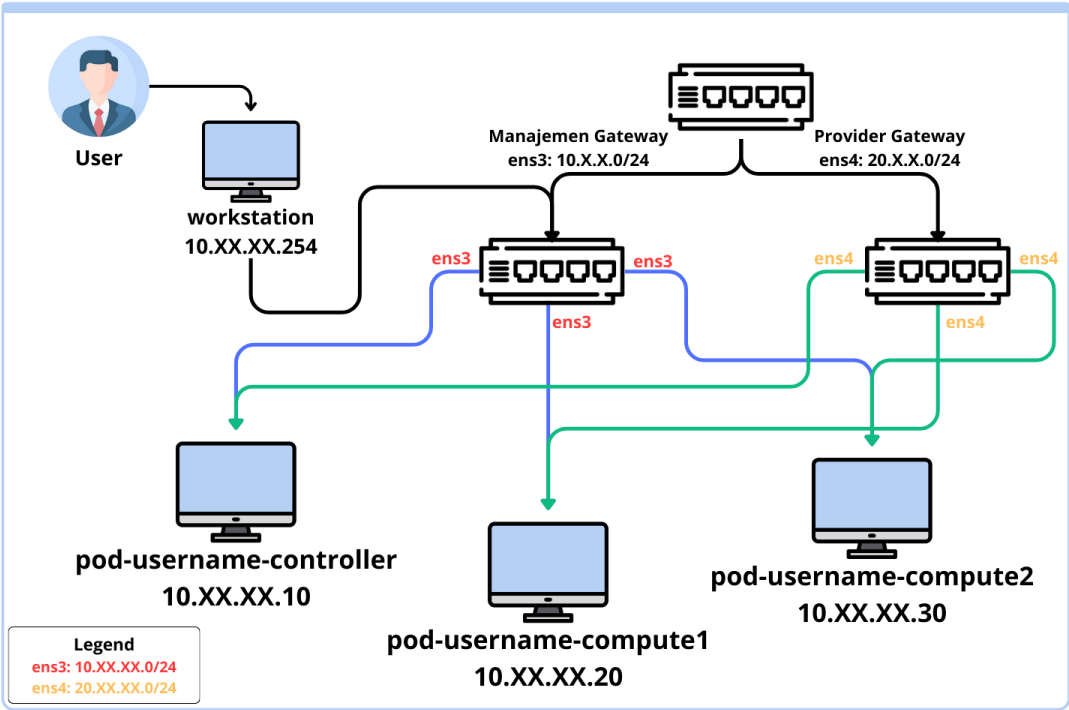 User
workstation
10.XX.XX.254
Manajemen Gateway
ens3: 10.X.X.0/24
Provider Gateway
ens4: 20.X.X.0/24
ens3
ens3
ens3
ens4
ens4
ens4
pod-username-controller
10.XX.XX.10
pod-username-compute1
10.XX.XX.20
pod-username-compute2
10.XX.XX.30
Legend
ens3: 10.XX.XX.0/24
ens4: 20.XX.XX.0/24